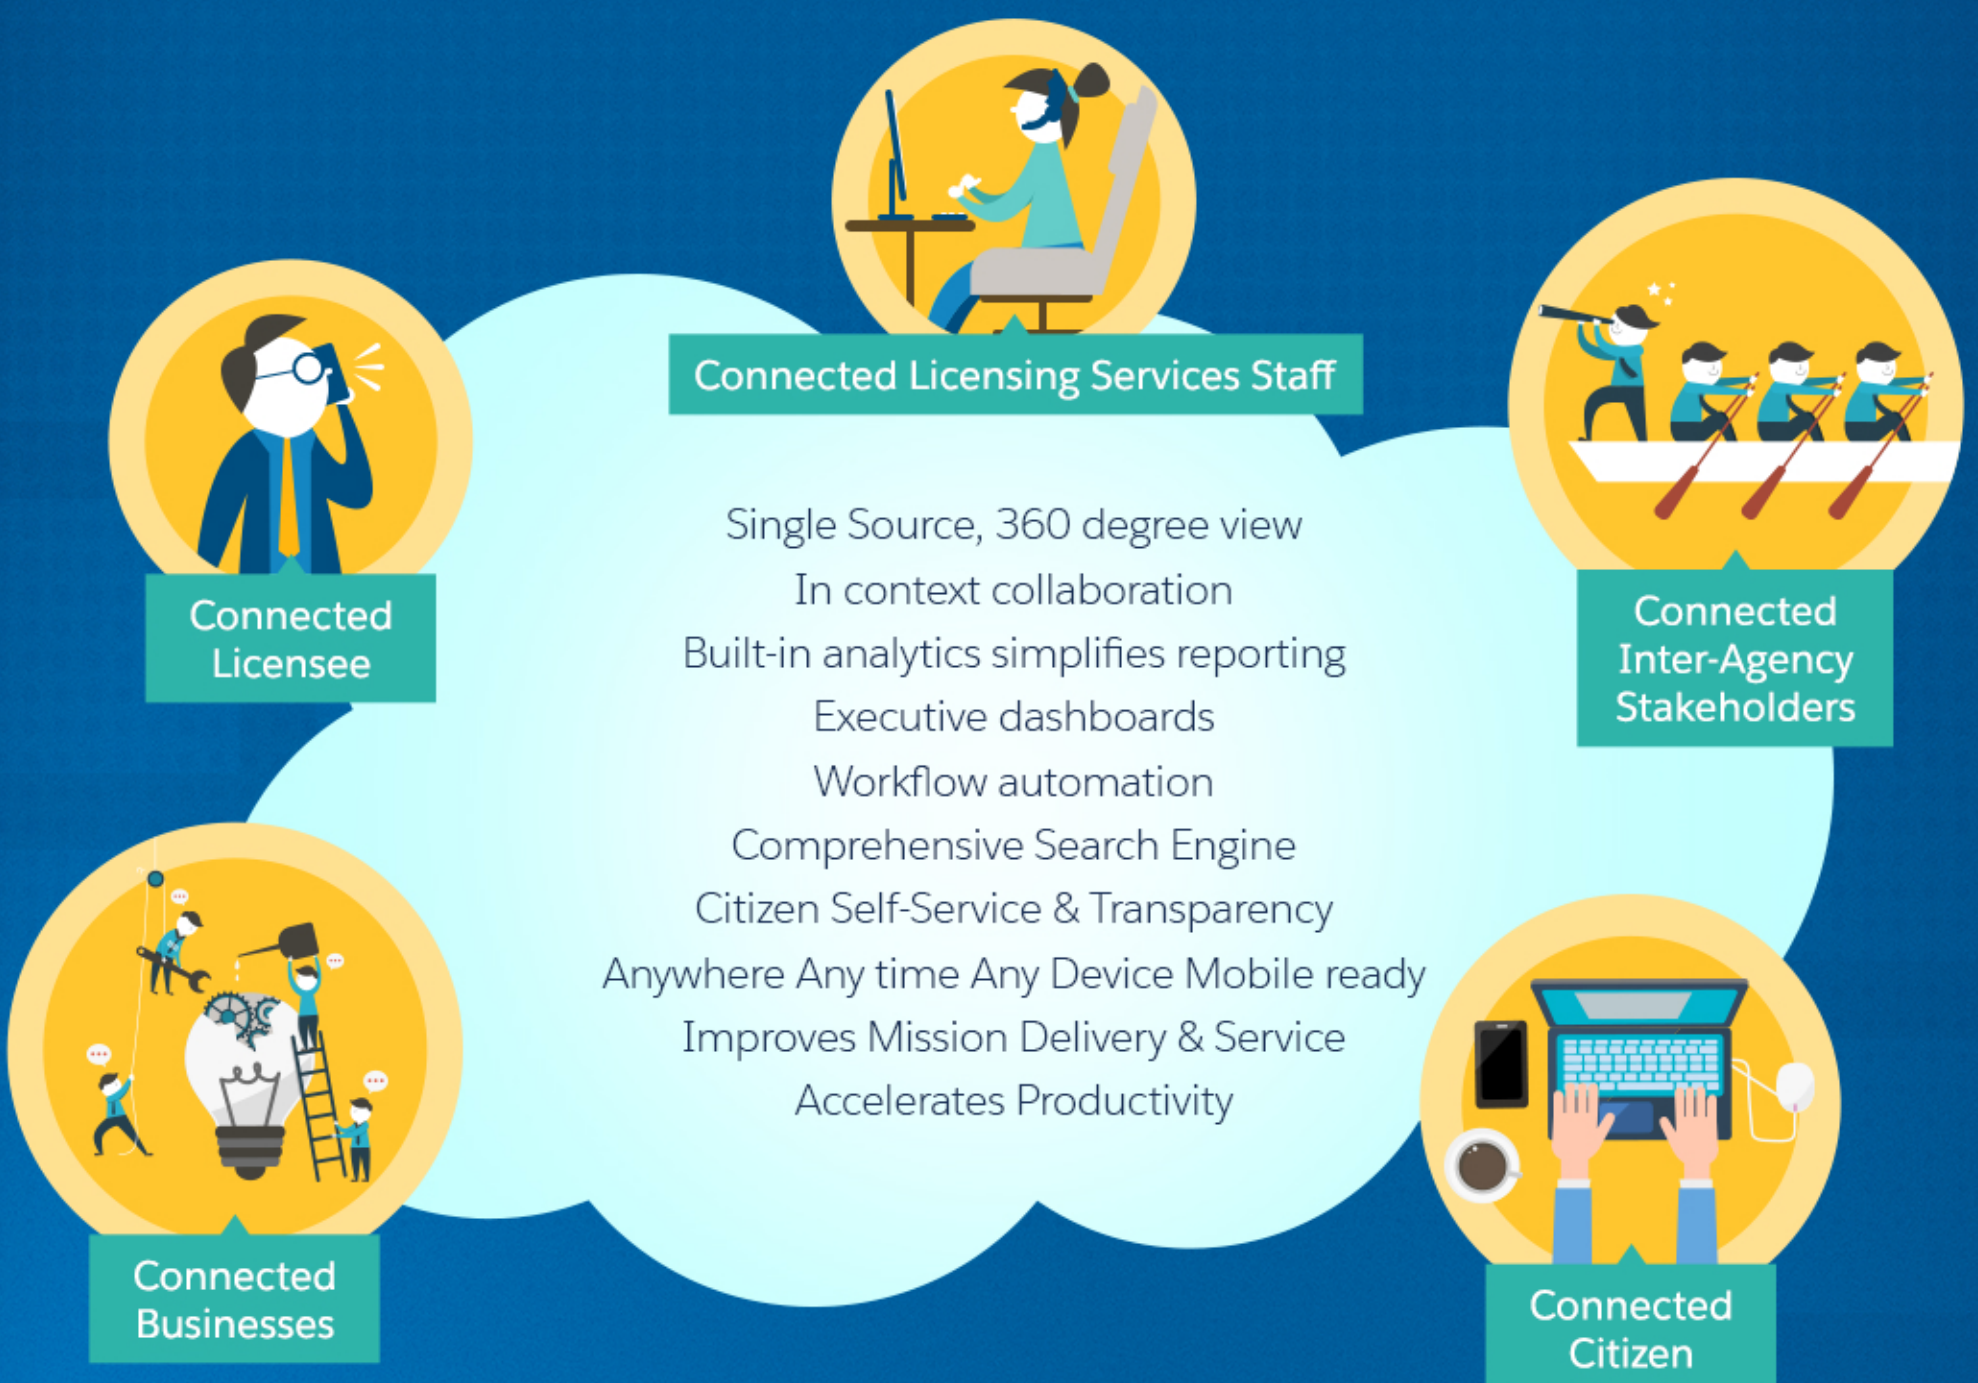 Connected Licensing Services Staff
Connected
Licensee
Connected
Inter-Agency
Stakeholders
Single Source, 360 degree view
In context collaboration
Built-in analytics simplifies reporting
Executive dashboards
Workflow automation
Comprehensive Search Engine
Citizen Self-Service & Transparency
Anywhere Any time Any Device Mobile ready
Improves Mission Delivery & Service
Accelerates Productivity
Connected
Businesses
Connected
Citizen